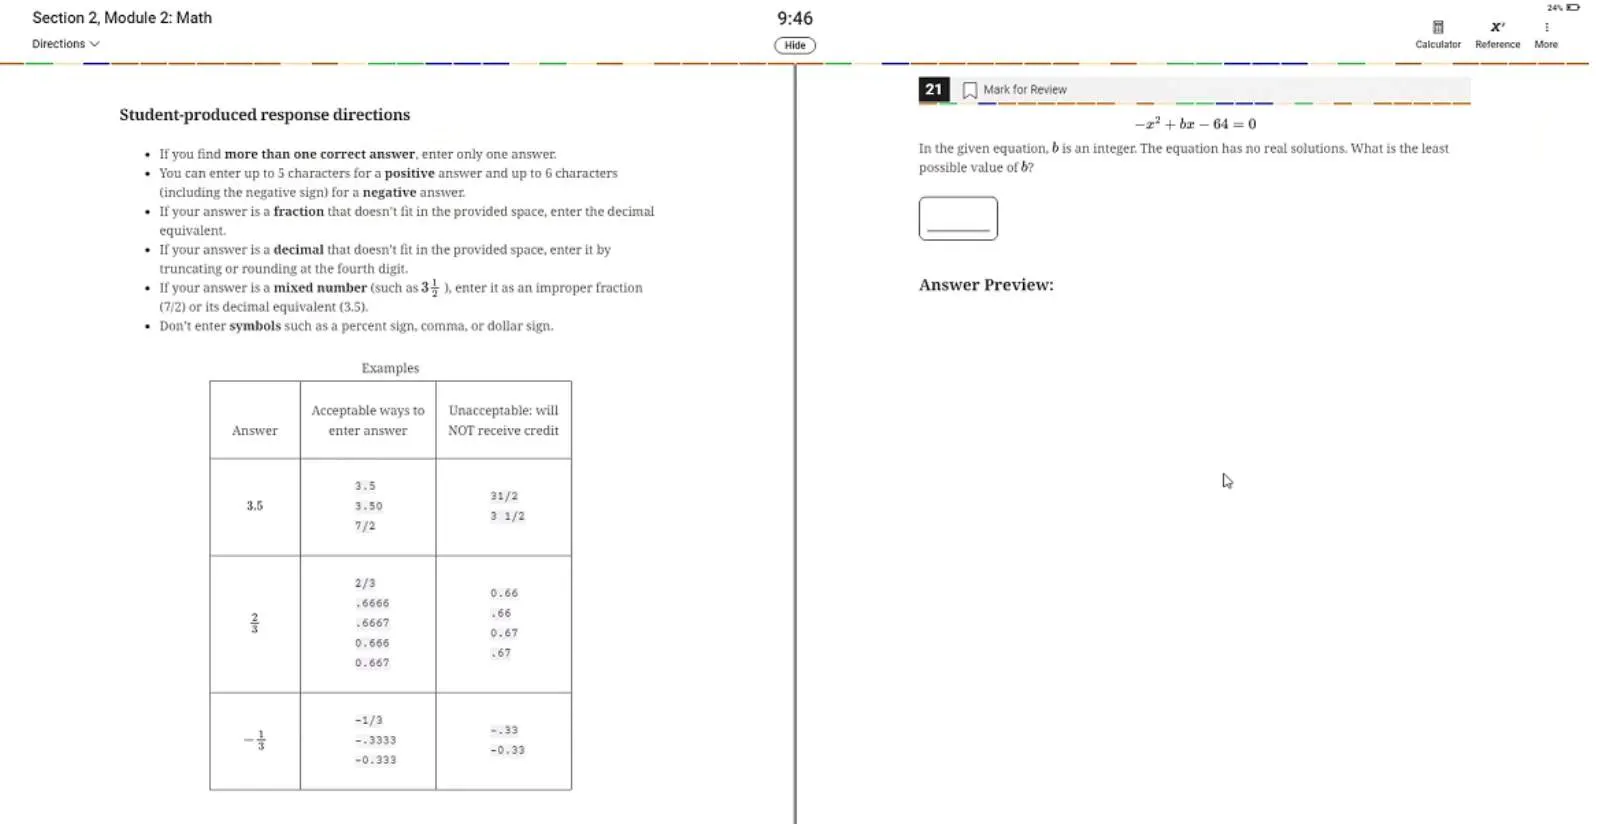 Section 2, Module 2: Math
Directions
9:46
Hide
24%
Calculator
Reference
More
Student-produced response directions
• If you find more than one correct answer, enter only one answer.
• You can enter up to 5 characters for a positive answer and up to 6 characters
(including the negative sign) for a negative answer.
• If your answer is a fraction that doesn't fit in the provided space, enter the decimal
equivalent.
• If your answer is a decimal that doesn't fit in the provided space, enter it by
truncating or rounding at the fourth digit.
• If your answer is a mixed number (such as 3 1/2 ), enter it as an improper fraction
(7/2) or its decimal equivalent (3.5).
• Don't enter symbols such as a percent sign, comma, or dollar sign.
Examples
Answer
Acceptable ways to
enter answer
Unacceptable: will
NOT receive credit
3.5
3.5
3.50
7/2
31/2
3 1/2
2/3
2/3
.6666
.6667
0.666
0.667
0.66
.66
0.67
.67
-1/3
-1/3
-.3333
-0.333
-.33
-0.33
21
Mark for Review
−x² + bx − 64 = 0
In the given equation, b is an integer. The equation has no real solutions. What is the least
possible value of b?
Answer Preview: